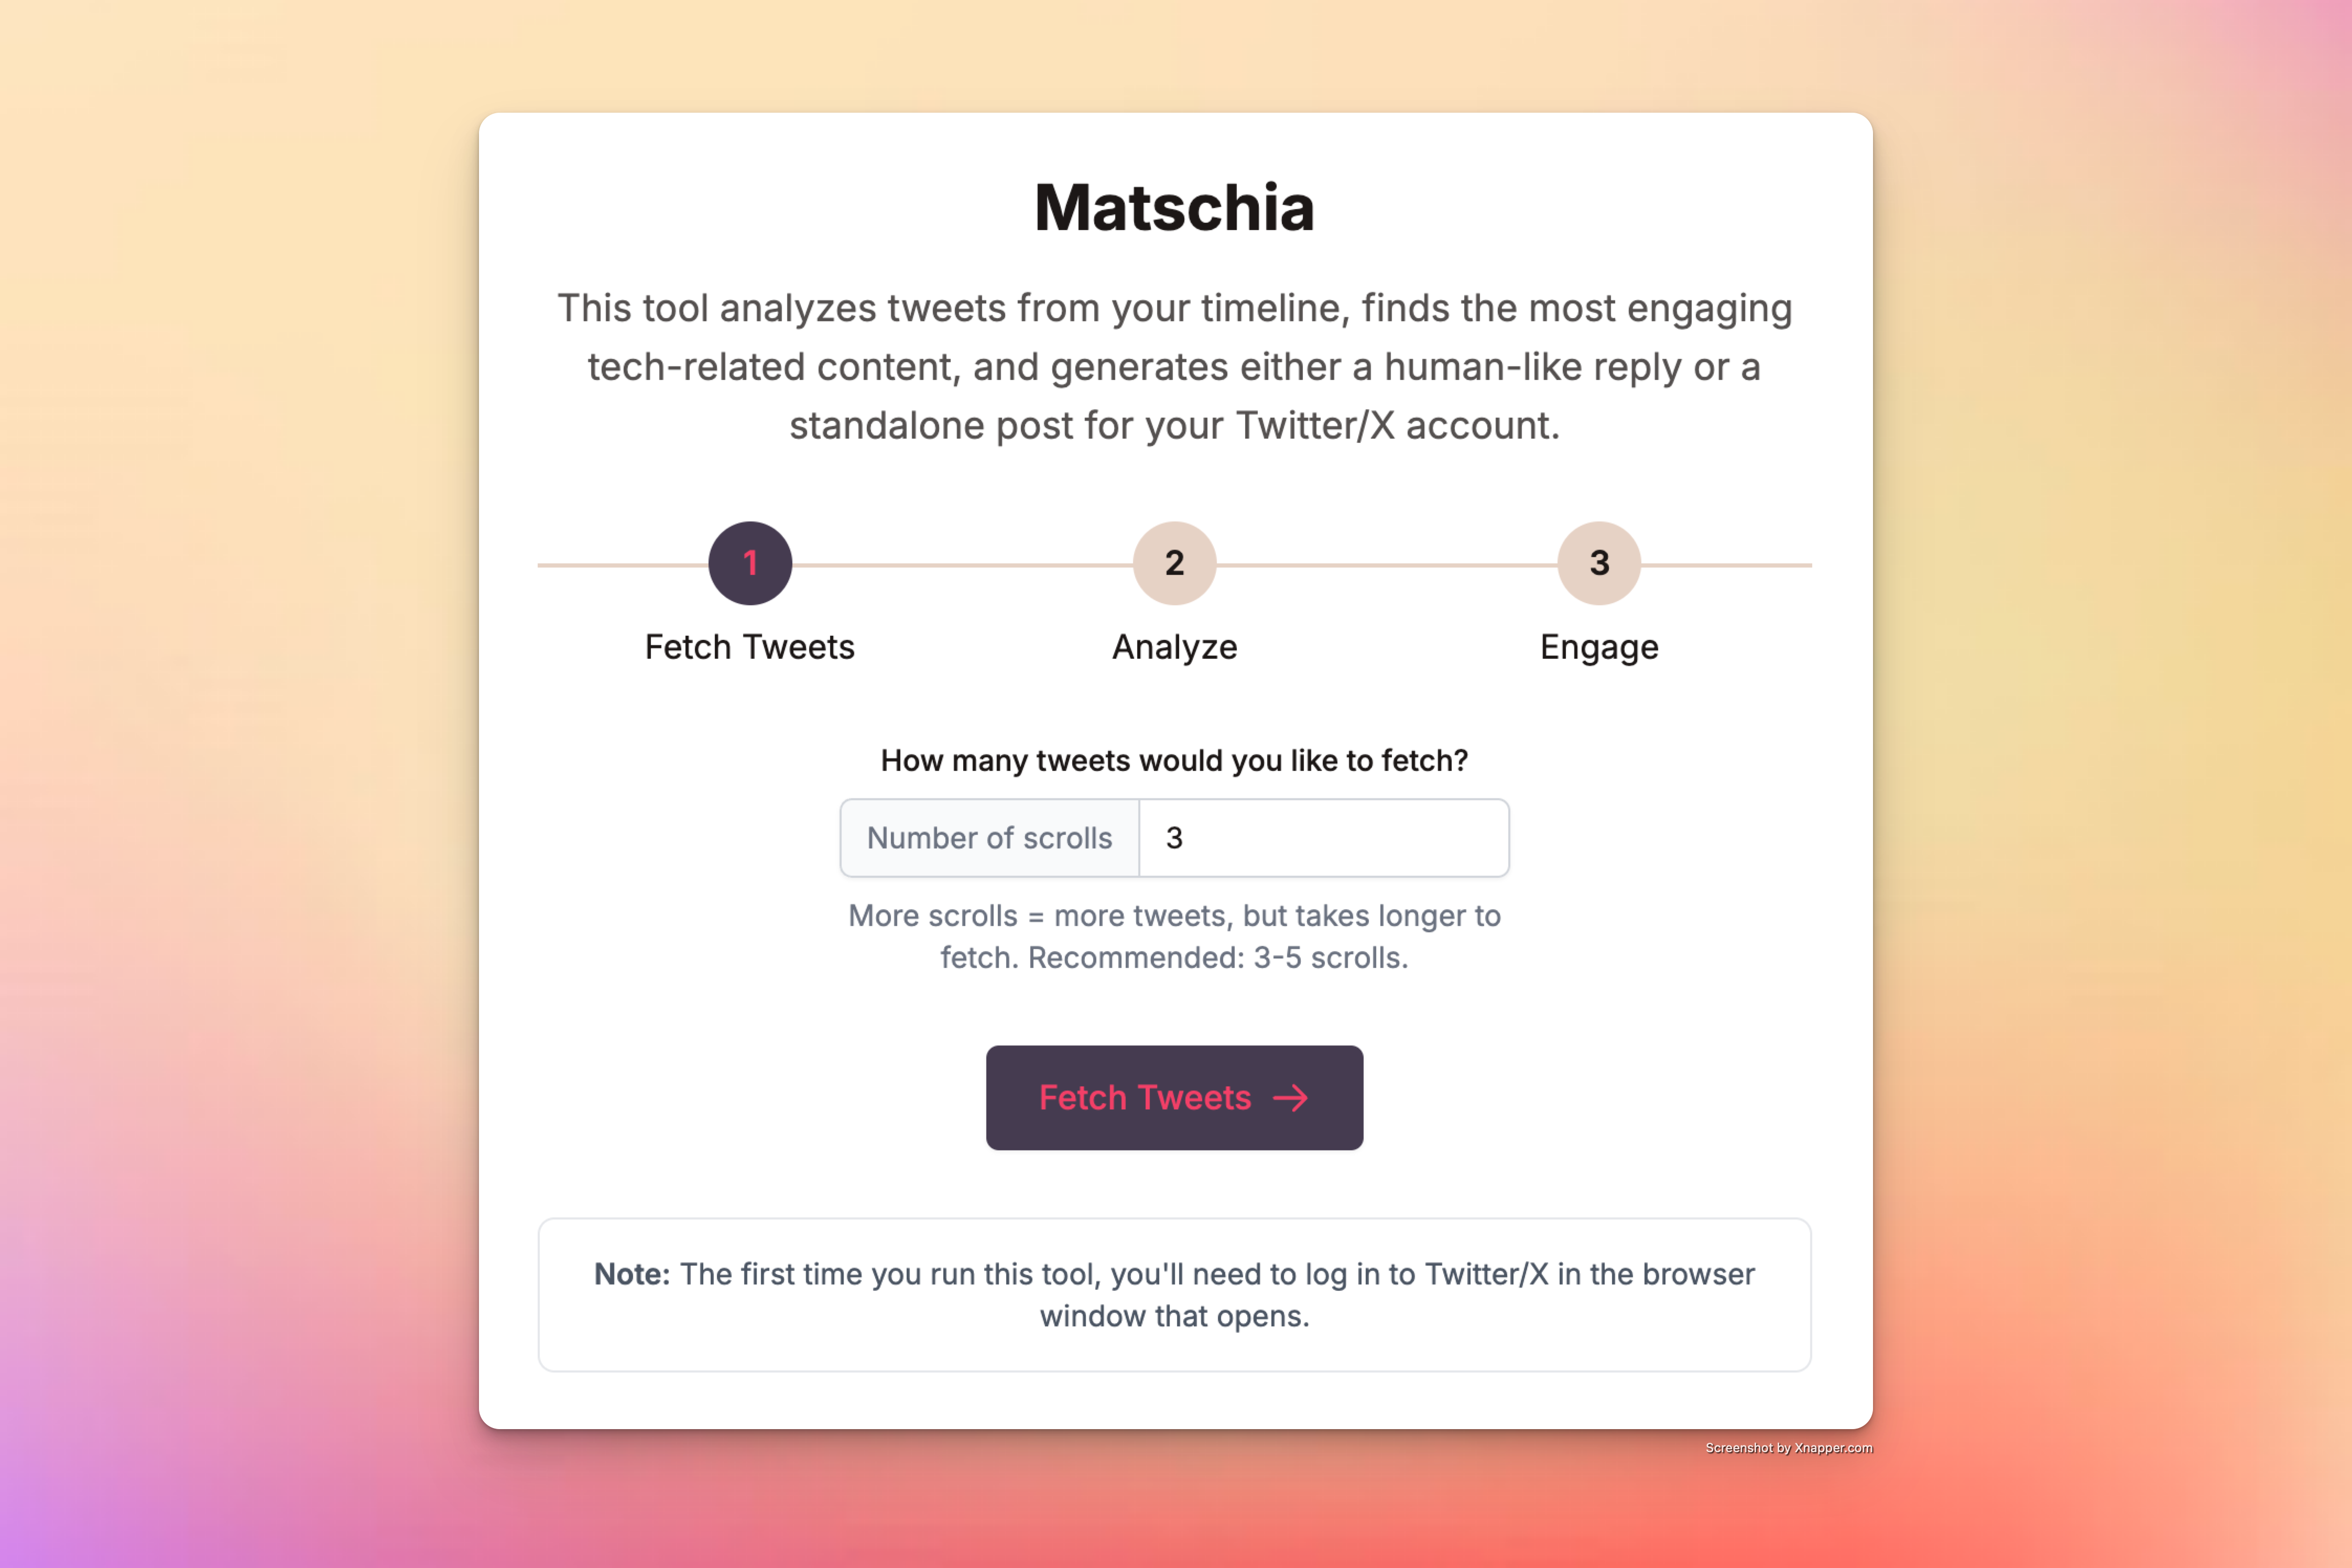 Matschia
This tool analyzes tweets from your timeline, finds the most engaging
tech-related content, and generates either a human-like reply or a
standalone post for your Twitter/X account.
1
2
3
Fetch Tweets
Analyze
Engage
How many tweets would you like to fetch?
Number of scrolls
3
More scrolls = more tweets, but takes longer to
fetch. Recommended: 3-5 scrolls.
Fetch Tweets →
Note: The first time you run this tool, you'll need to log in to Twitter/X in the browser
window that opens.
Screenshot by Xnapper.com